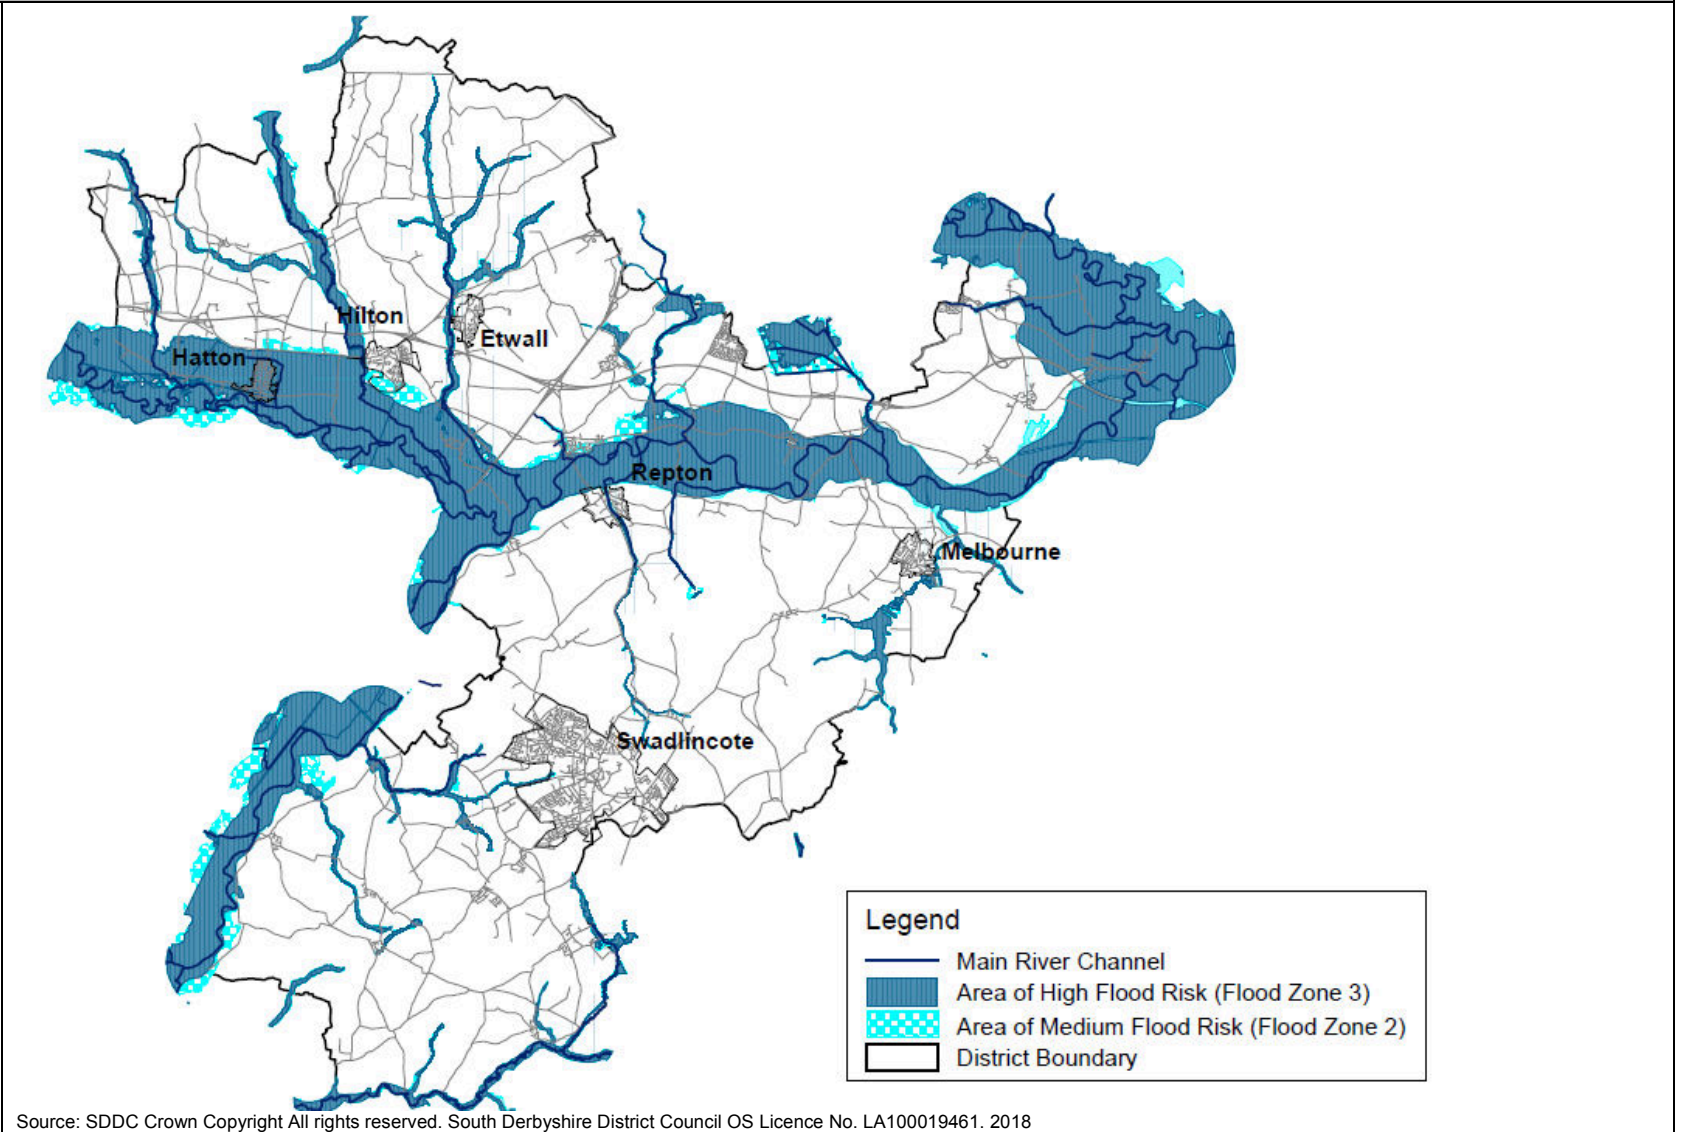 Hilton
Etwall
Hatton
Repton
Melbourne
Swadlincote
Legend
Main River Channel
Area of High Flood Risk (Flood Zone 3)
Area of Medium Flood Risk (Flood Zone 2)
District Boundary
Source: SDDC Crown Copyright All rights reserved. South Derbyshire District Council OS Licence No. LA100019461. 2018